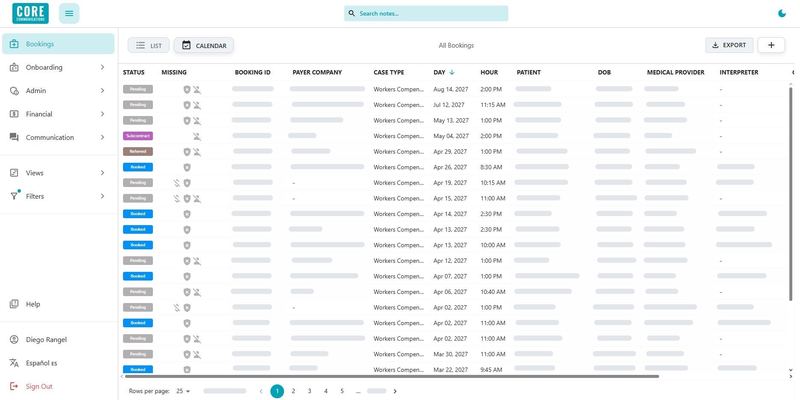 CORE
COMMUNICATIONS
Search notes...
Bookings
Onboarding
Admin
Financial
Communication
Views
Filters
Help
Diego Rangel
Español ES
Sign Out
LIST
CALENDAR
All Bookings
EXPORT
STATUS MISSING BOOKING ID PAYER COMPANY CASE TYPE DAY HOUR PATIENT DOB MEDICAL PROVIDER INTERPRETER
Pending Workers Compen... Aug 14, 2027 2:00 PM -
Pending Workers Compen... Jul 12, 2027 11:15 AM -
Pending Workers Compen... May 13, 2027 1:00 PM -
Subcontract Workers Compen... May 04, 2027 2:00 PM -
Referred Workers Compen... Apr 29, 2027 1:00 PM -
Booked Workers Compen... Apr 26, 2027 8:30 AM
Pending - Workers Compen... Apr 19, 2027 10:15 AM
Pending - Workers Compen... Apr 15, 2027 11:00 AM -
Booked Workers Compen... Apr 14, 2027 2:30 PM
Booked Workers Compen... Apr 13, 2027 2:30 PM
Booked Workers Compen... Apr 13, 2027 10:00 AM
Pending Workers Compen... Apr 12, 2027 1:00 PM -
Booked Workers Compen... Apr 07, 2027 1:00 PM
Pending Workers Compen... Apr 06, 2027 10:40 AM -
Pending - Workers Compen... Apr 02, 2027 1:00 PM
Booked Workers Compen... Apr 02, 2027 11:00 AM
Pending Workers Compen... Apr 02, 2027 11:00 AM -
Pending Workers Compen... Mar 30, 2027 11:00 AM -
Booked Workers Compen... Mar 22, 2027 9:45 AM
Rows per page: 25 1 2 3 4 5 ...